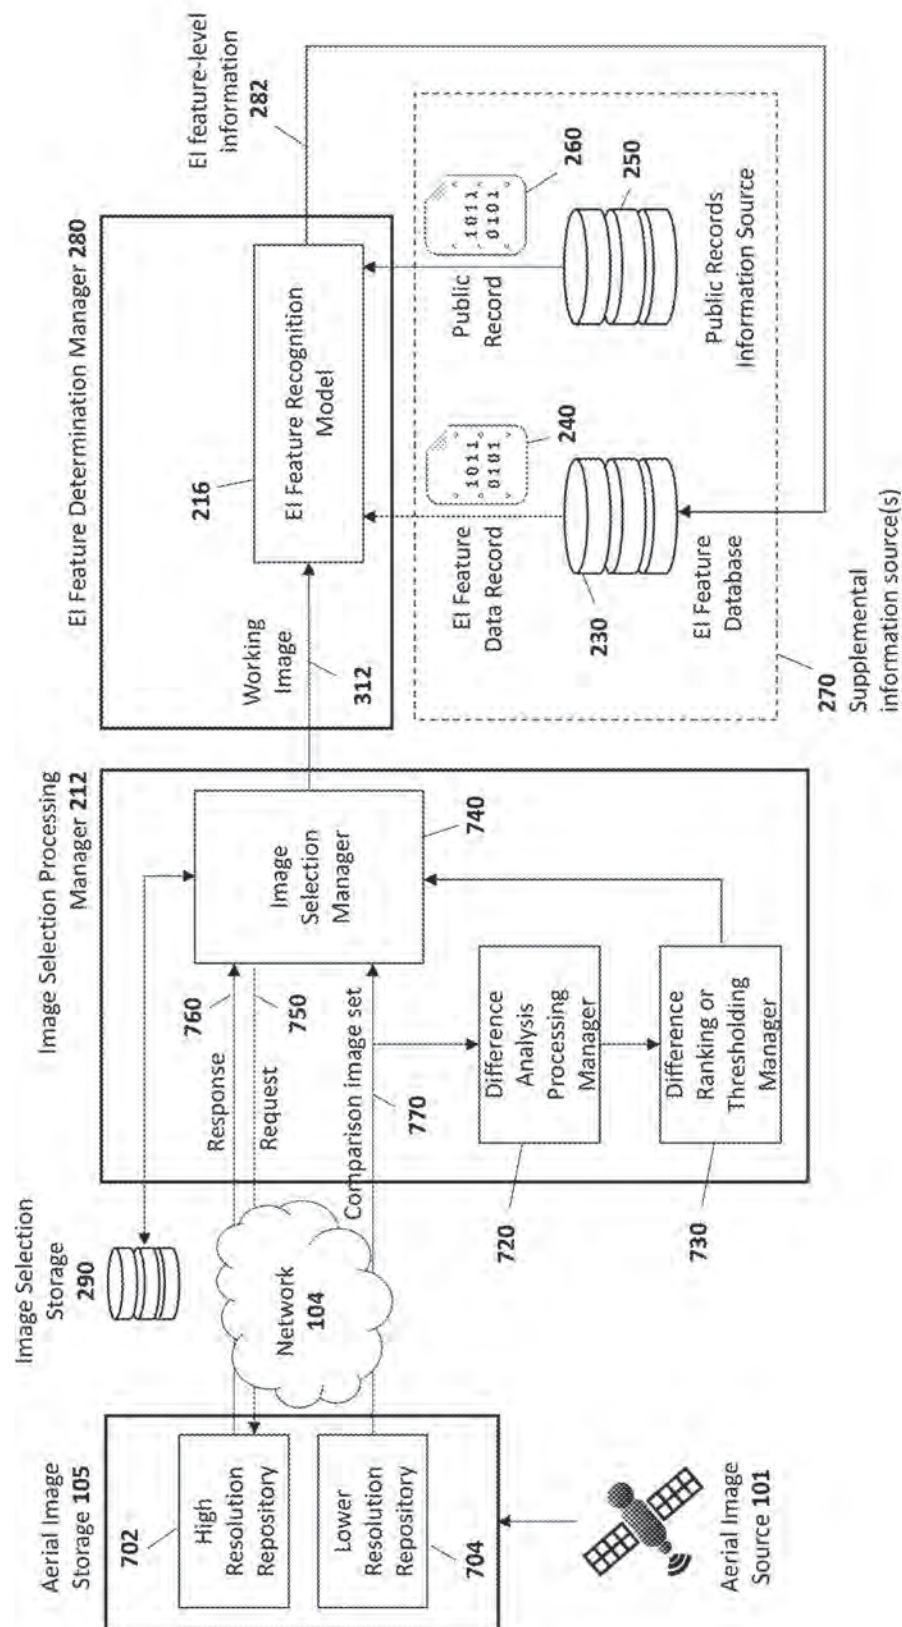 Aerial Image
Storage 105
702
High
Resolution
Repository
Lower
Resolution
Repository
704
Aerial Image
Source 101
Image Selection
Storage
290
Network
104
Image Selection Processing
Manager 212
Response
760
Request
750
Comparison image set
770
Image
Selection
Manager
740
Difference
Analysis
Processing
Manager
720
Difference
Ranking or
Thresholding
Manager
730
EI Feature Determination Manager 280
Working
Image
312
216
EI Feature Recognition
Model
EI feature-level
information
282
EI Feature
Data Record
1011
0101
240
Public
Record
1011
0101
260
230
EI Feature
Database
250
Public Records
Information Source
270
Supplemental
information source(s)